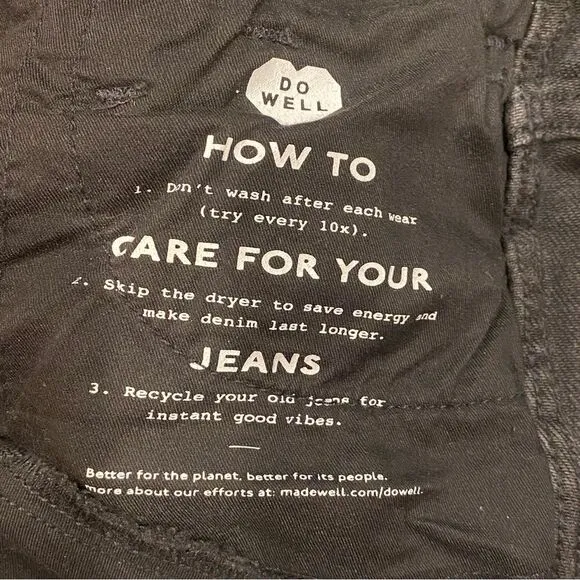 DO
WELL
HOW TO
1. Don't wash after each wear
(try every 10x).
CARE FOR YOUR
2. Skip the dryer to save energy and
make denim last longer.
JEANS
3. Recycle your old jeans for
instant good vibes.
Better for the planet, better for its people.
more about our efforts at: madewell.com/dowell.